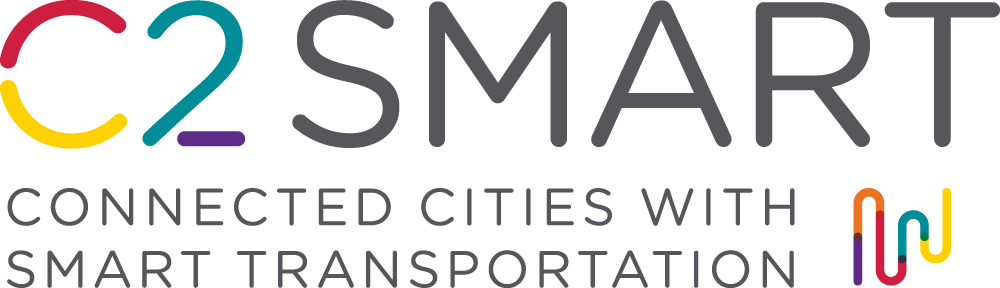 C2SMART
CONNECTED CITIES WITH
SMART TRANSPORTATION